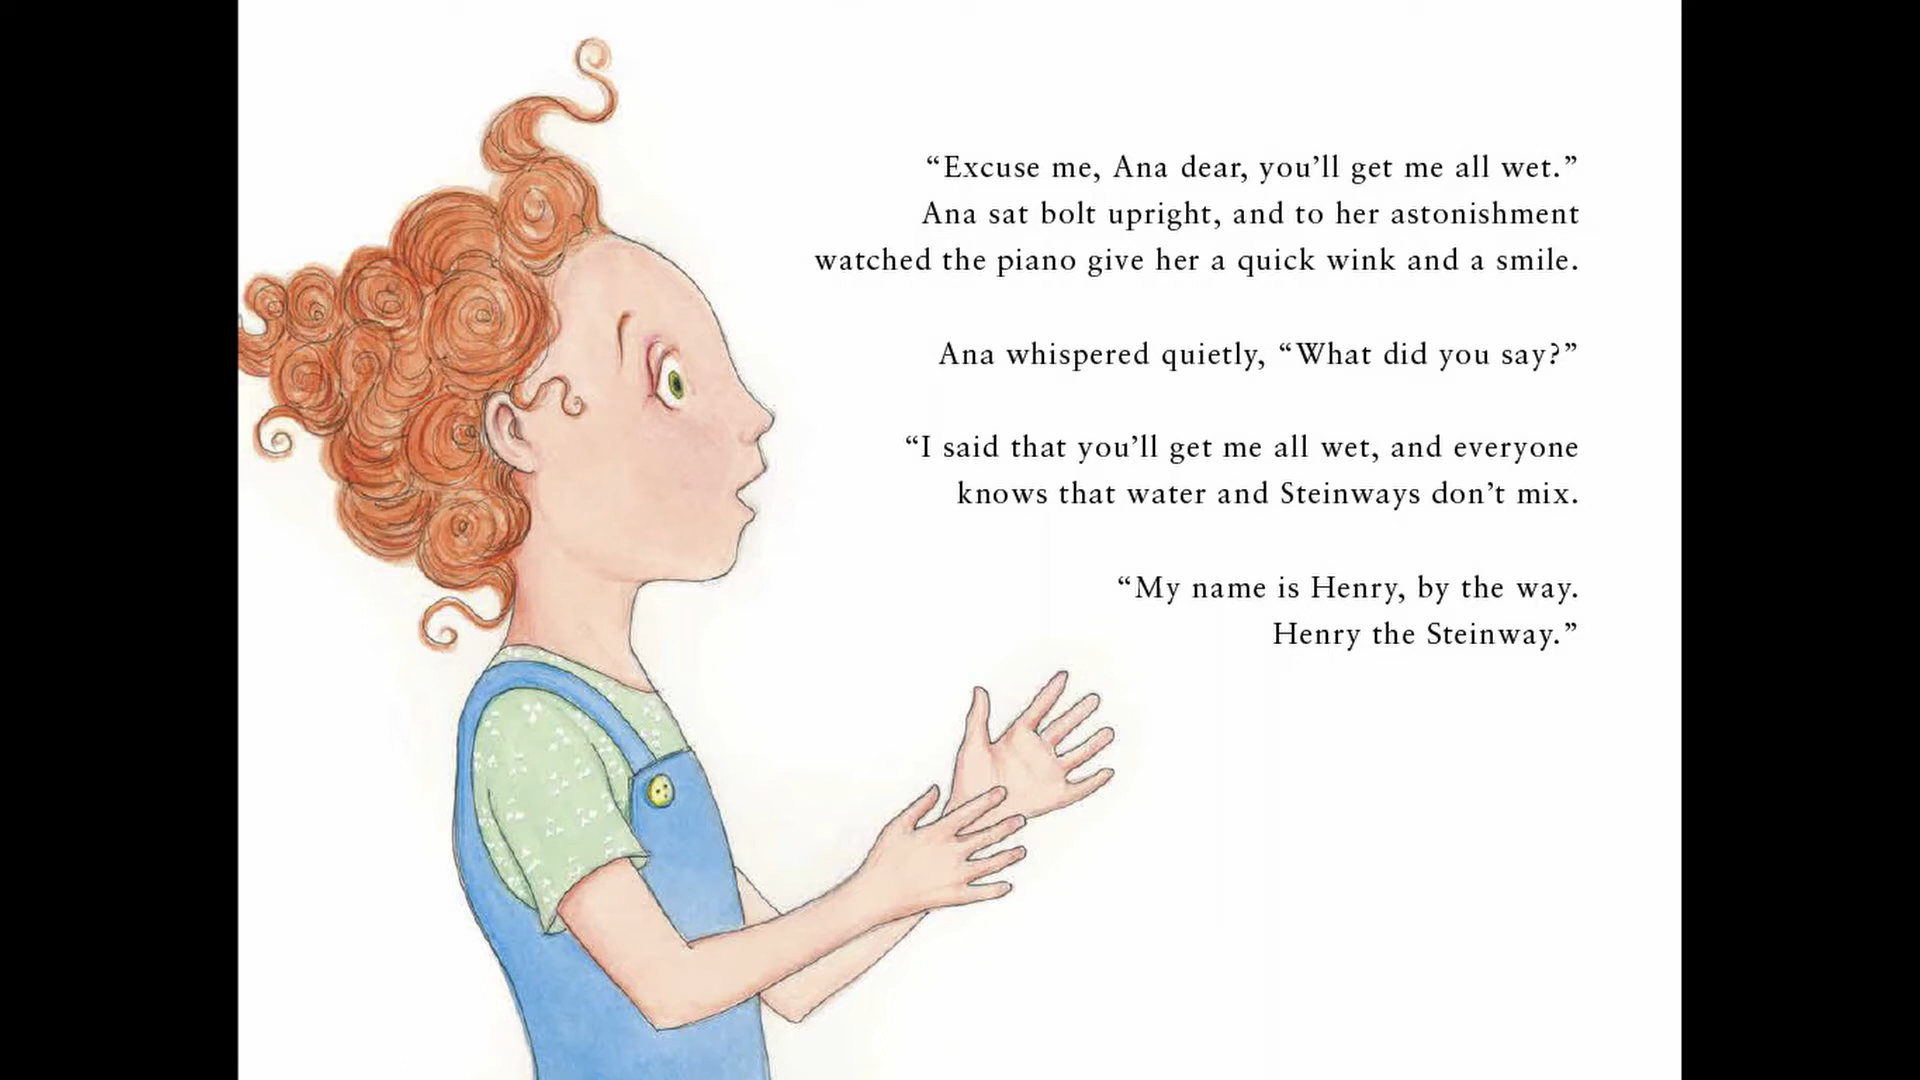 “Excuse me, Ana dear, you’ll get me all wet.”
Ana sat bolt upright, and to her astonishment
watched the piano give her a quick wink and a smile.
Ana whispered quietly, “What did you say?”
“I said that you’ll get me all wet, and everyone
knows that water and Steinways don’t mix.
“My name is Henry, by the way.
Henry the Steinway.”